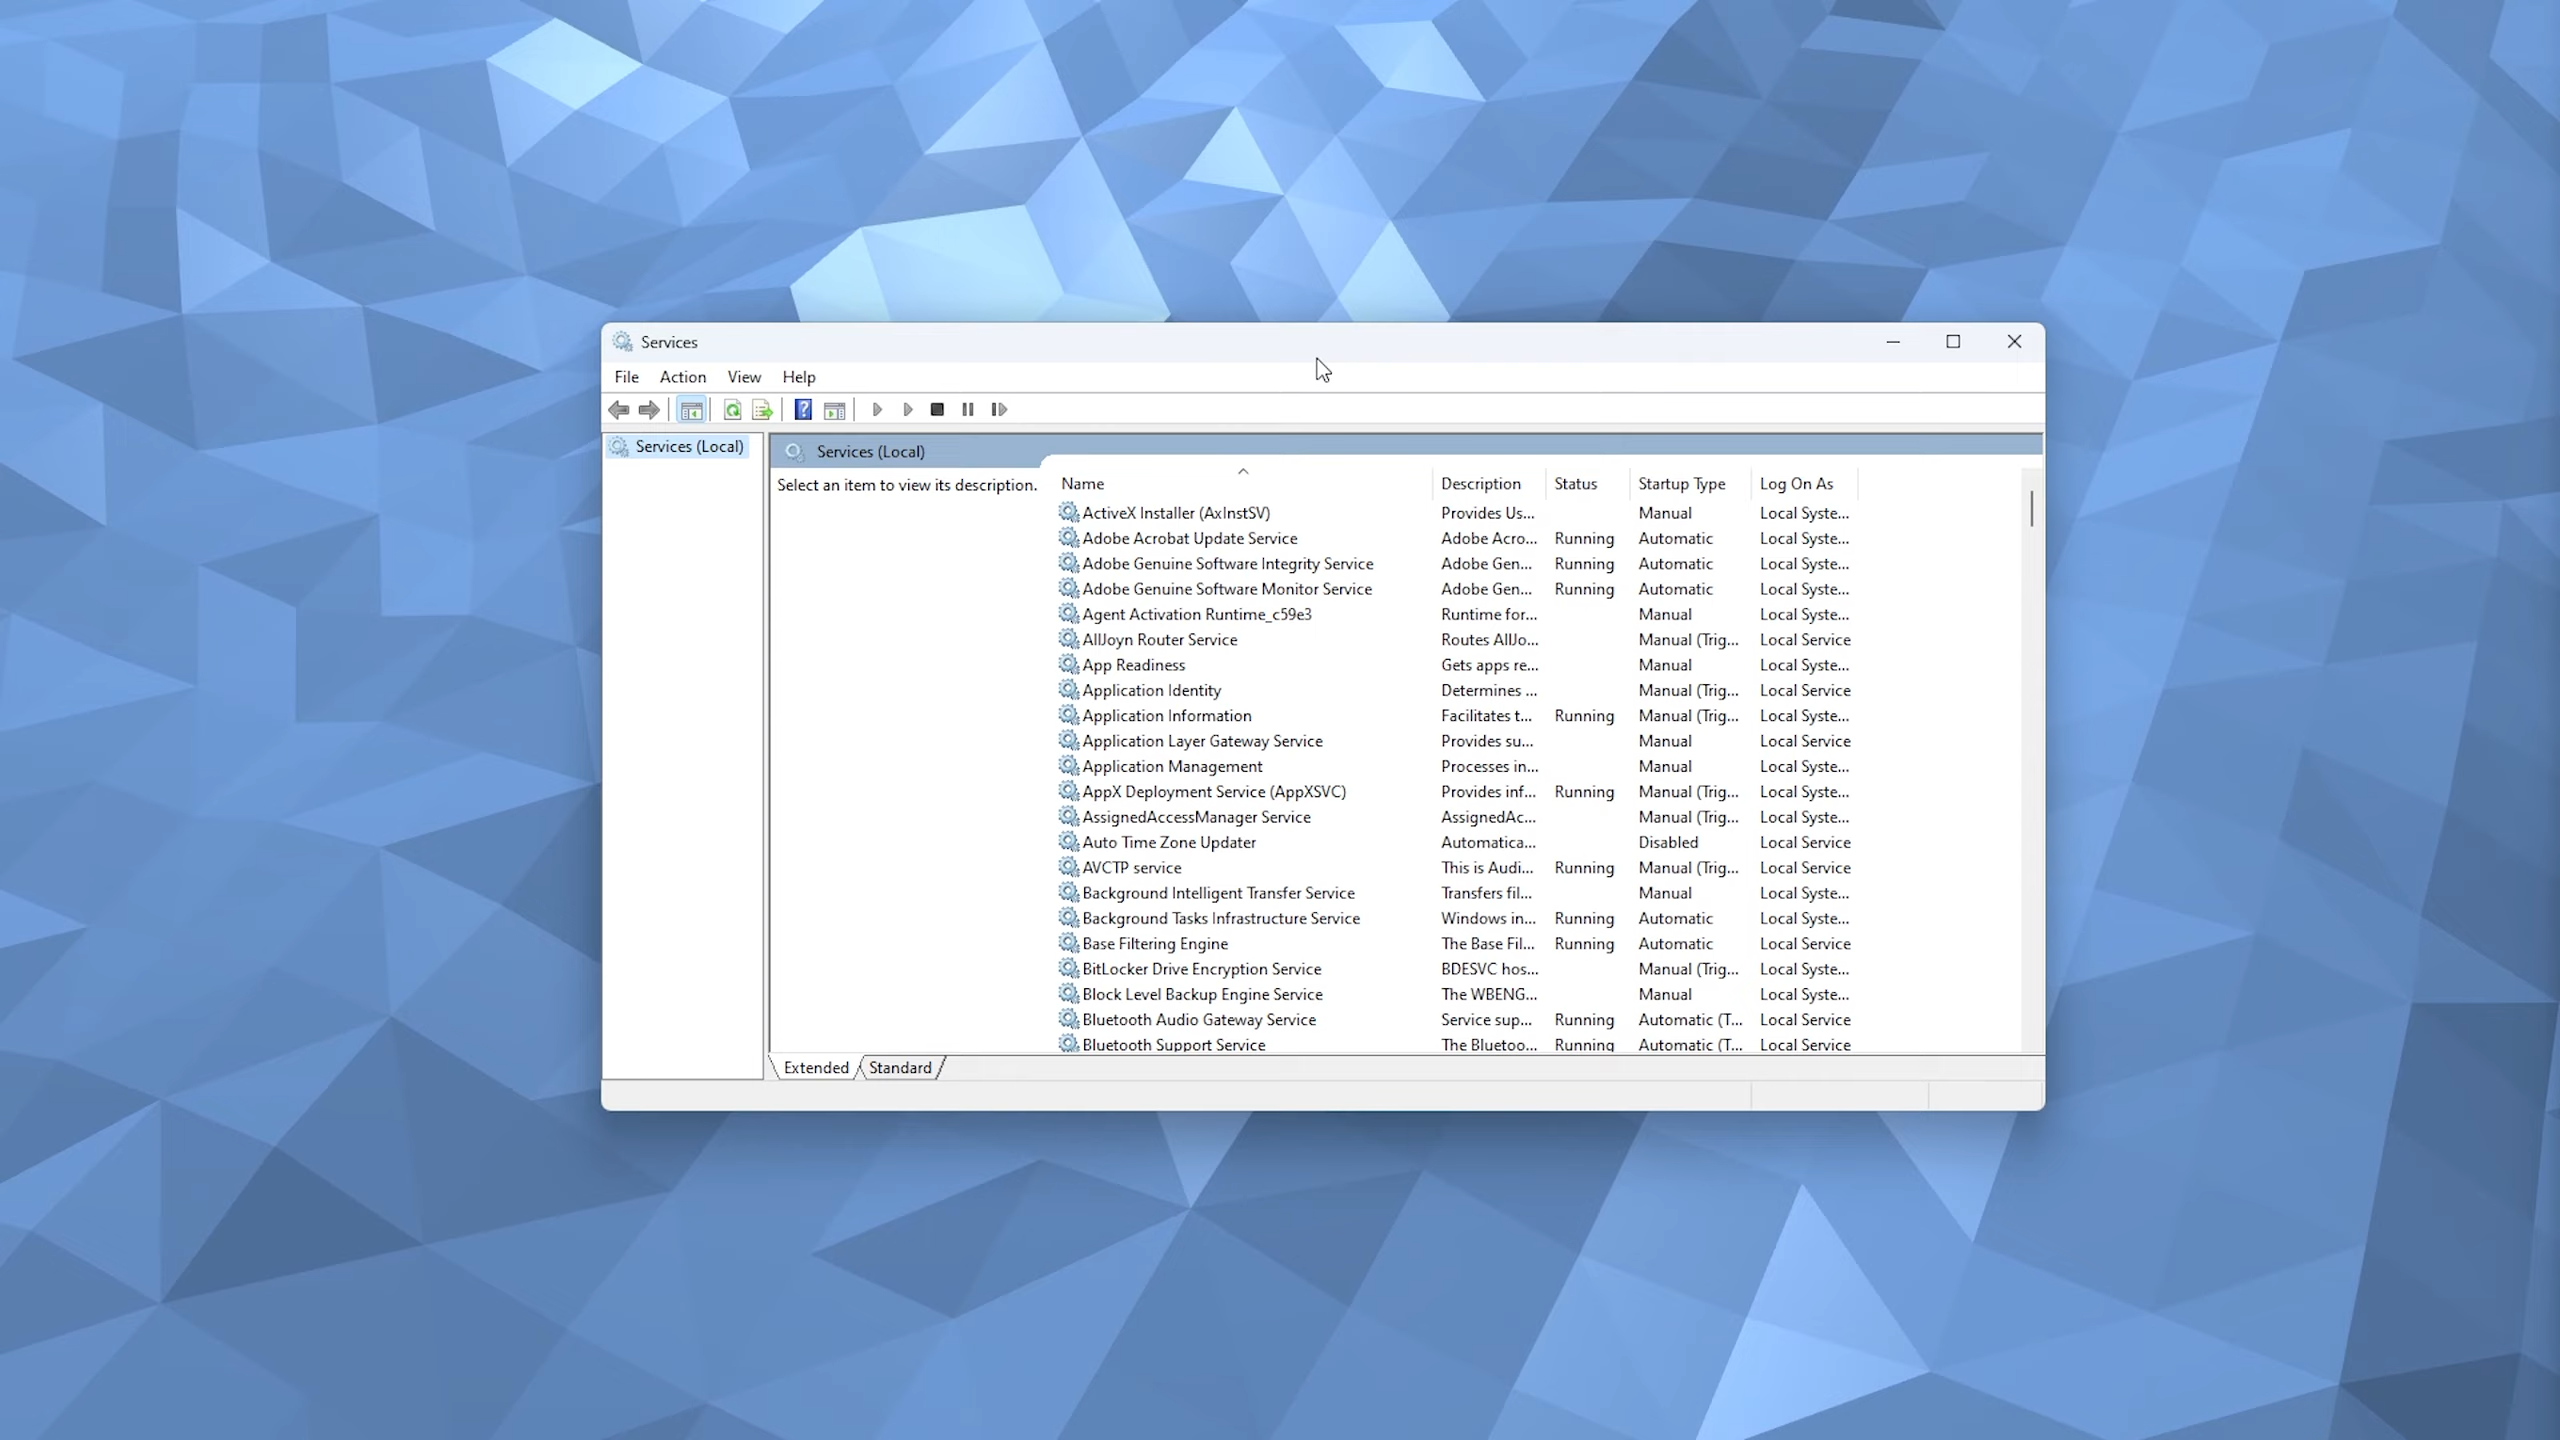 Services
File Action View Help
Services (Local)
Services (Local)
Select an item to view its description.
Name Description Status Startup Type Log On As
ActiveX Installer (AxInstSV) Provides Us... Manual Local Syste...
Adobe Acrobat Update Service Adobe Acro... Running Automatic Local Syste...
Adobe Genuine Software Integrity Service Adobe Gen... Running Automatic Local Syste...
Adobe Genuine Software Monitor Service Adobe Gen... Running Automatic Local Syste...
Agent Activation Runtime_c59e3 Runtime for... Manual Local Syste...
AllJoyn Router Service Routes AllJo... Manual (Trig... Local Service
App Readiness Gets apps re... Manual Local Syste...
Application Identity Determines ... Manual (Trig... Local Service
Application Information Facilitates t... Running Manual (Trig... Local Syste...
Application Layer Gateway Service Provides su... Manual Local Service
Application Management Processes in... Manual Local Syste...
AppX Deployment Service (AppXSVC) Provides inf... Running Manual (Trig... Local Syste...
AssignedAccessManager Service AssignedAc... Manual (Trig... Local Syste...
Auto Time Zone Updater Automatica... Disabled Local Service
AVCTP service This is Audi... Running Manual (Trig... Local Service
Background Intelligent Transfer Service Transfers fil... Manual Local Syste...
Background Tasks Infrastructure Service Windows in... Running Automatic Local Syste...
Base Filtering Engine The Base Fil... Running Automatic Local Service
BitLocker Drive Encryption Service BDESVC hos... Manual (Trig... Local Syste...
Block Level Backup Engine Service The WBENG... Manual Local Syste...
Bluetooth Audio Gateway Service Service sup... Running Automatic (T... Local Service
Bluetooth Support Service The Bluetoo... Running Automatic (T... Local Service
Extended Standard